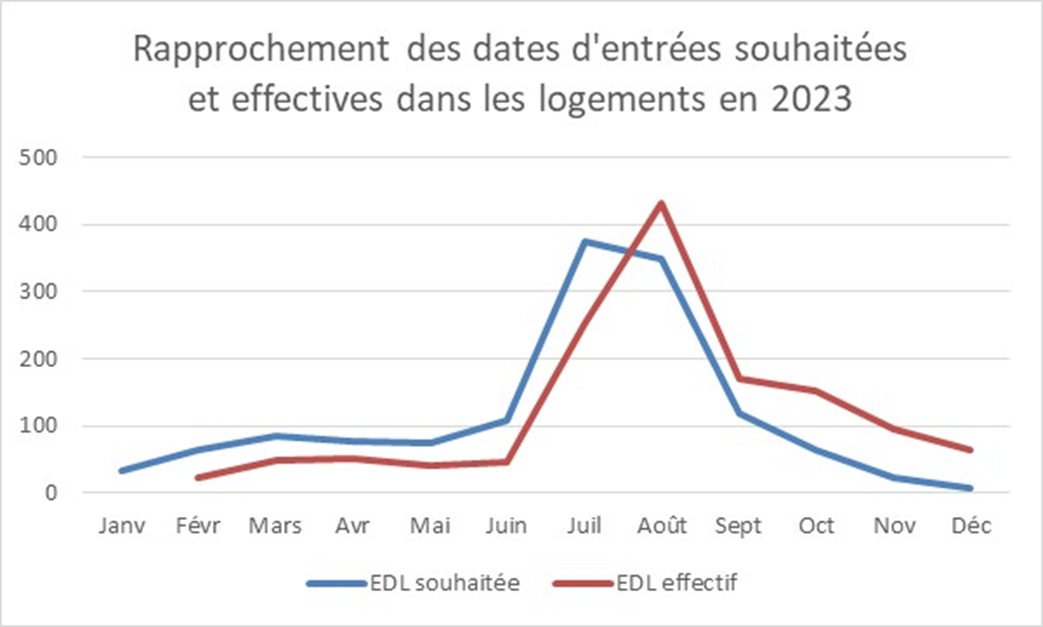 Rapprochement des dates d'entrées souhaitées
et effectives dans les logements en 2023
500
400
300
200
100
0
Janv Févr Mars Avr Mai Juin Juil Août Sept Oct Nov Déc
EDL souhaitée EDL effectif